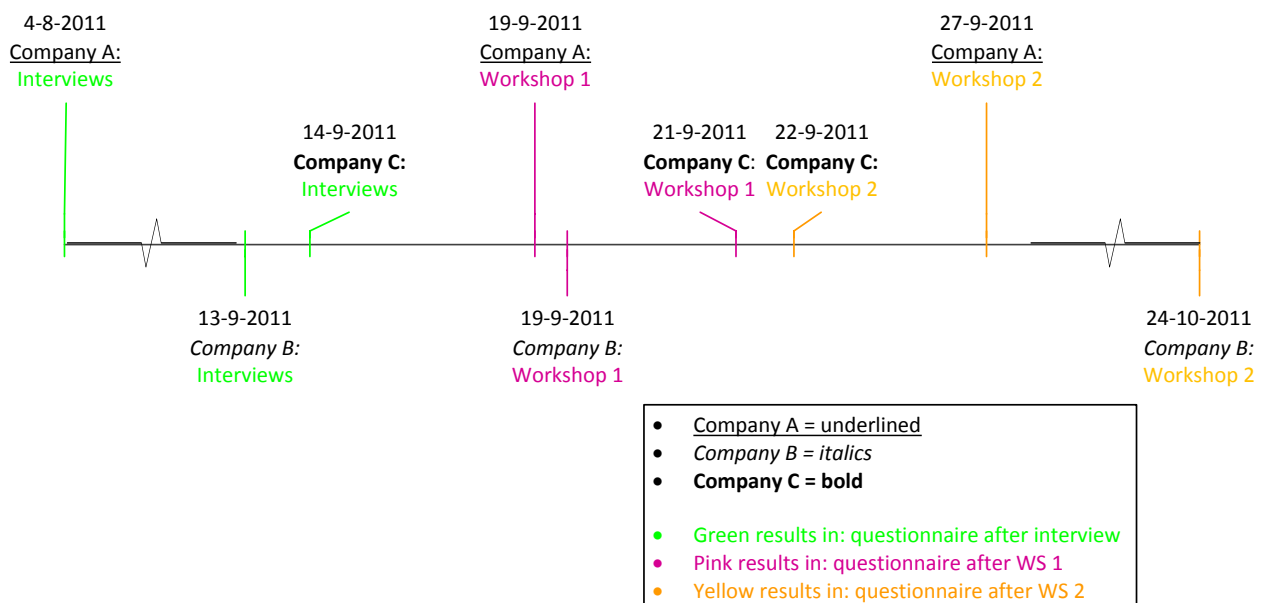 4-8-2011
Company A:
Interviews
19-9-2011
Company A:
Workshop 1
27-9-2011
Company A:
Workshop 2
14-9-2011
Company C:
Interviews
21-9-2011
Company C:
Workshop 1
22-9-2011
Company C:
Workshop 2
13-9-2011
Company B:
Interviews
19-9-2011
Company B:
Workshop 1
24-10-2011
Company B:
Workshop 2
• Company A = underlined
• Company B = italics
• Company C = bold
• Green results in: questionnaire after interview
• Pink results in: questionnaire after WS 1
• Yellow results in: questionnaire after WS 2